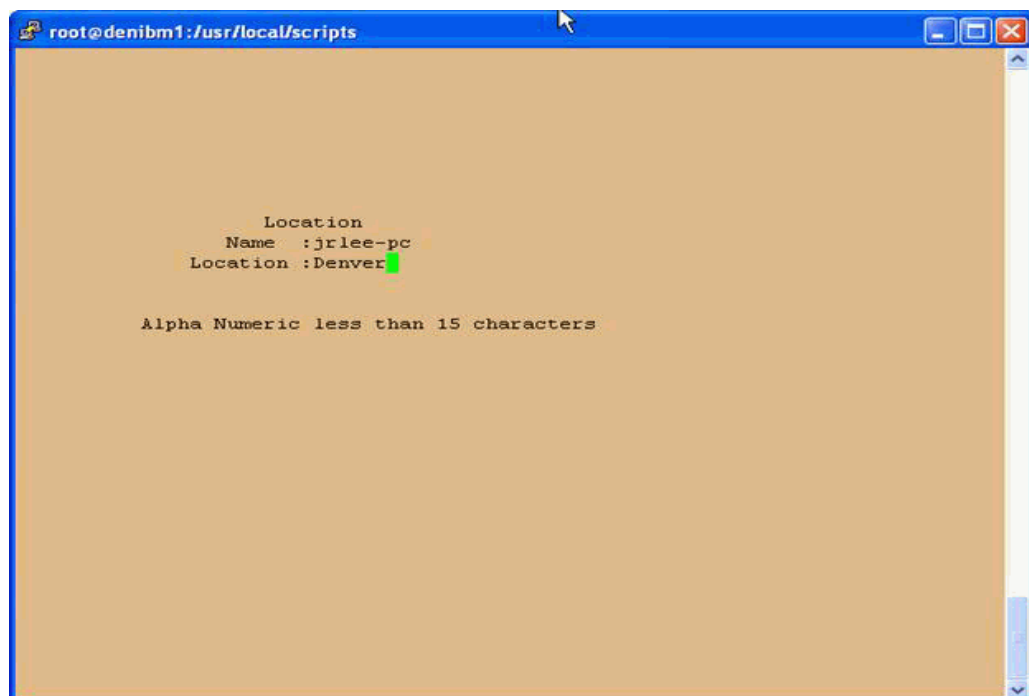 root@denibm1:/usr/local/scripts
Location
Name :jrlee-pc
Location :Denver
Alpha Numeric less than 15 characters